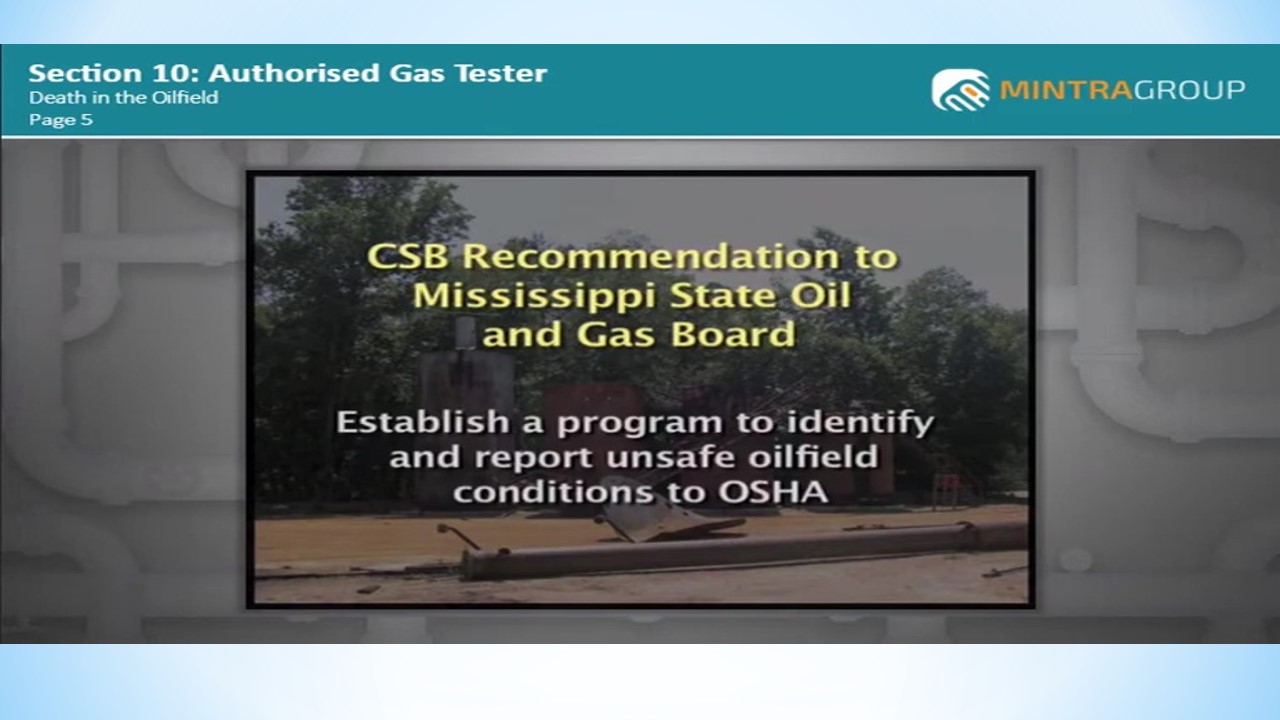 Section 10: Authorised Gas Tester
Death in the Oilfield
Page 5
MINTRAGROUP
CSB Recommendation to
Mississippi State Oil
and Gas Board
Establish a program to identify
and report unsafe oilfield
conditions to OSHA